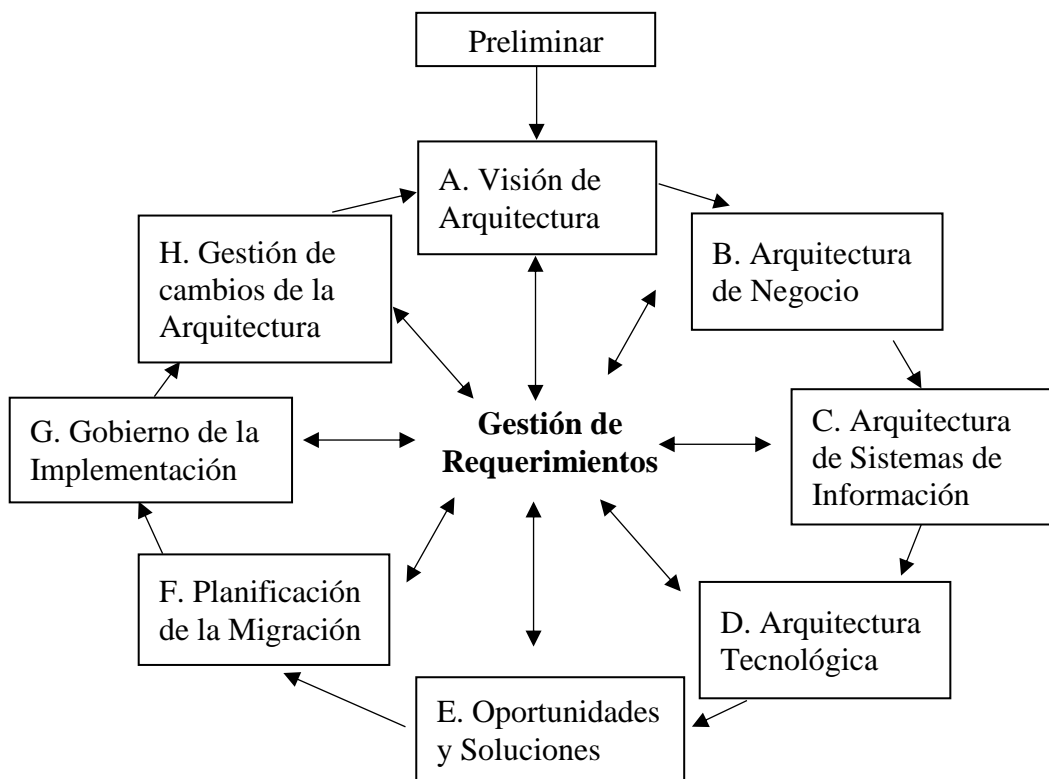 Preliminar
A. Visión de
Arquitectura
B. Arquitectura
de Negocio
C. Arquitectura
de Sistemas de
Información
D. Arquitectura
Tecnológica
E. Oportunidades
y Soluciones
F. Planificación
de la Migración
G. Gobierno de la
Implementación
H. Gestión de
cambios de la
Arquitectura
Gestión de
Requerimientos